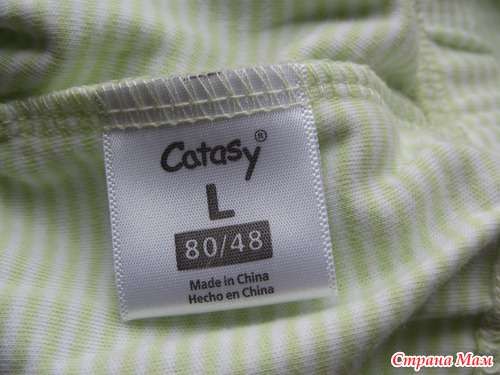 Catasy®
L
80/48
Made in China
Hecho en China
Страна Мам